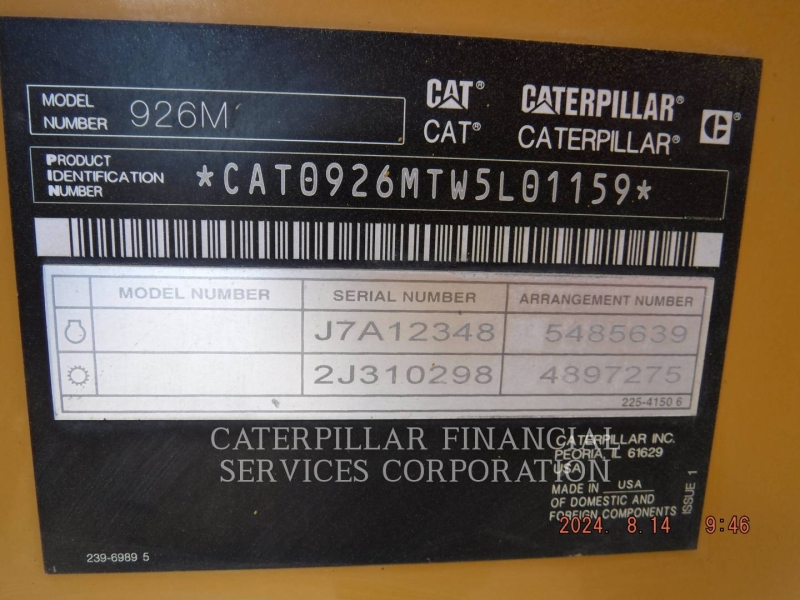 MODEL NUMBER 926M
CAT® CATERPILLAR®
CAT® CATERPILLAR®
PRODUCT IDENTIFICATION NUMBER *CAT0926MTW5L01159*
MODEL NUMBER SERIAL NUMBER ARRANGEMENT NUMBER
J7A12348 5485639
2J310298 4897275
225-4150 6
CATERPILLAR INC.
PEORIA, IL 61629
USA
MADE IN USA
OF DOMESTIC AND
FOREIGN COMPONENTS
ISSUE 1
239-6989 5
CATERPILLAR FINANCIAL
SERVICES CORPORATION
2024. 8.14 9:46